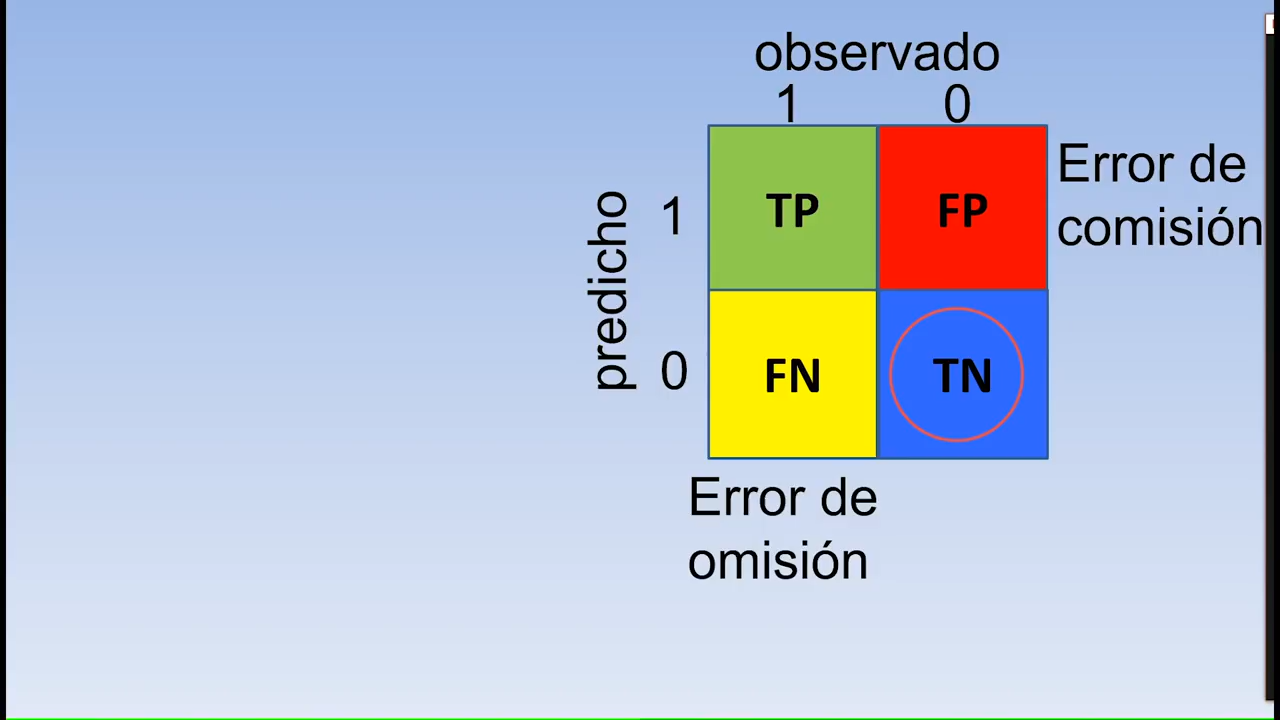 observado
1 0
predicho
1 TP FP
Error de
comisión
0 FN TN
Error de
omisión